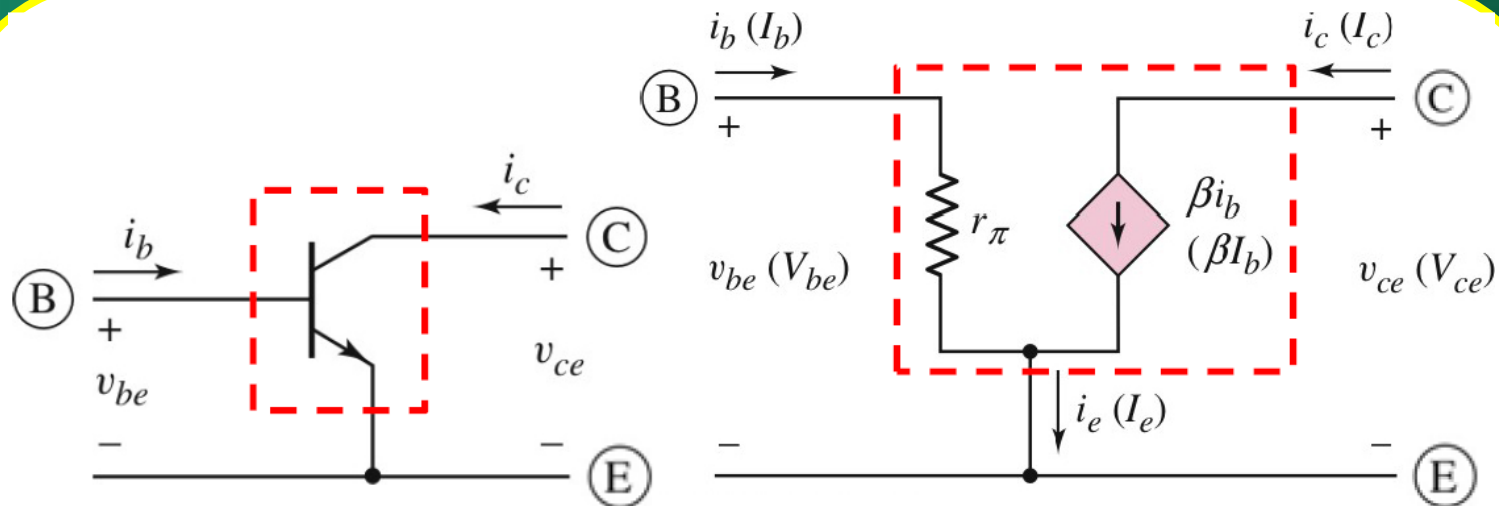 i_b
B
+
v_be
−
i_c
C
+
v_ce
−
E
i_b (I_b)
B
+
v_be (V_be)
−
r_π
βi_b
(βI_b)
i_e (I_e)
i_c (I_c)
C
+
v_ce (V_ce)
−
E